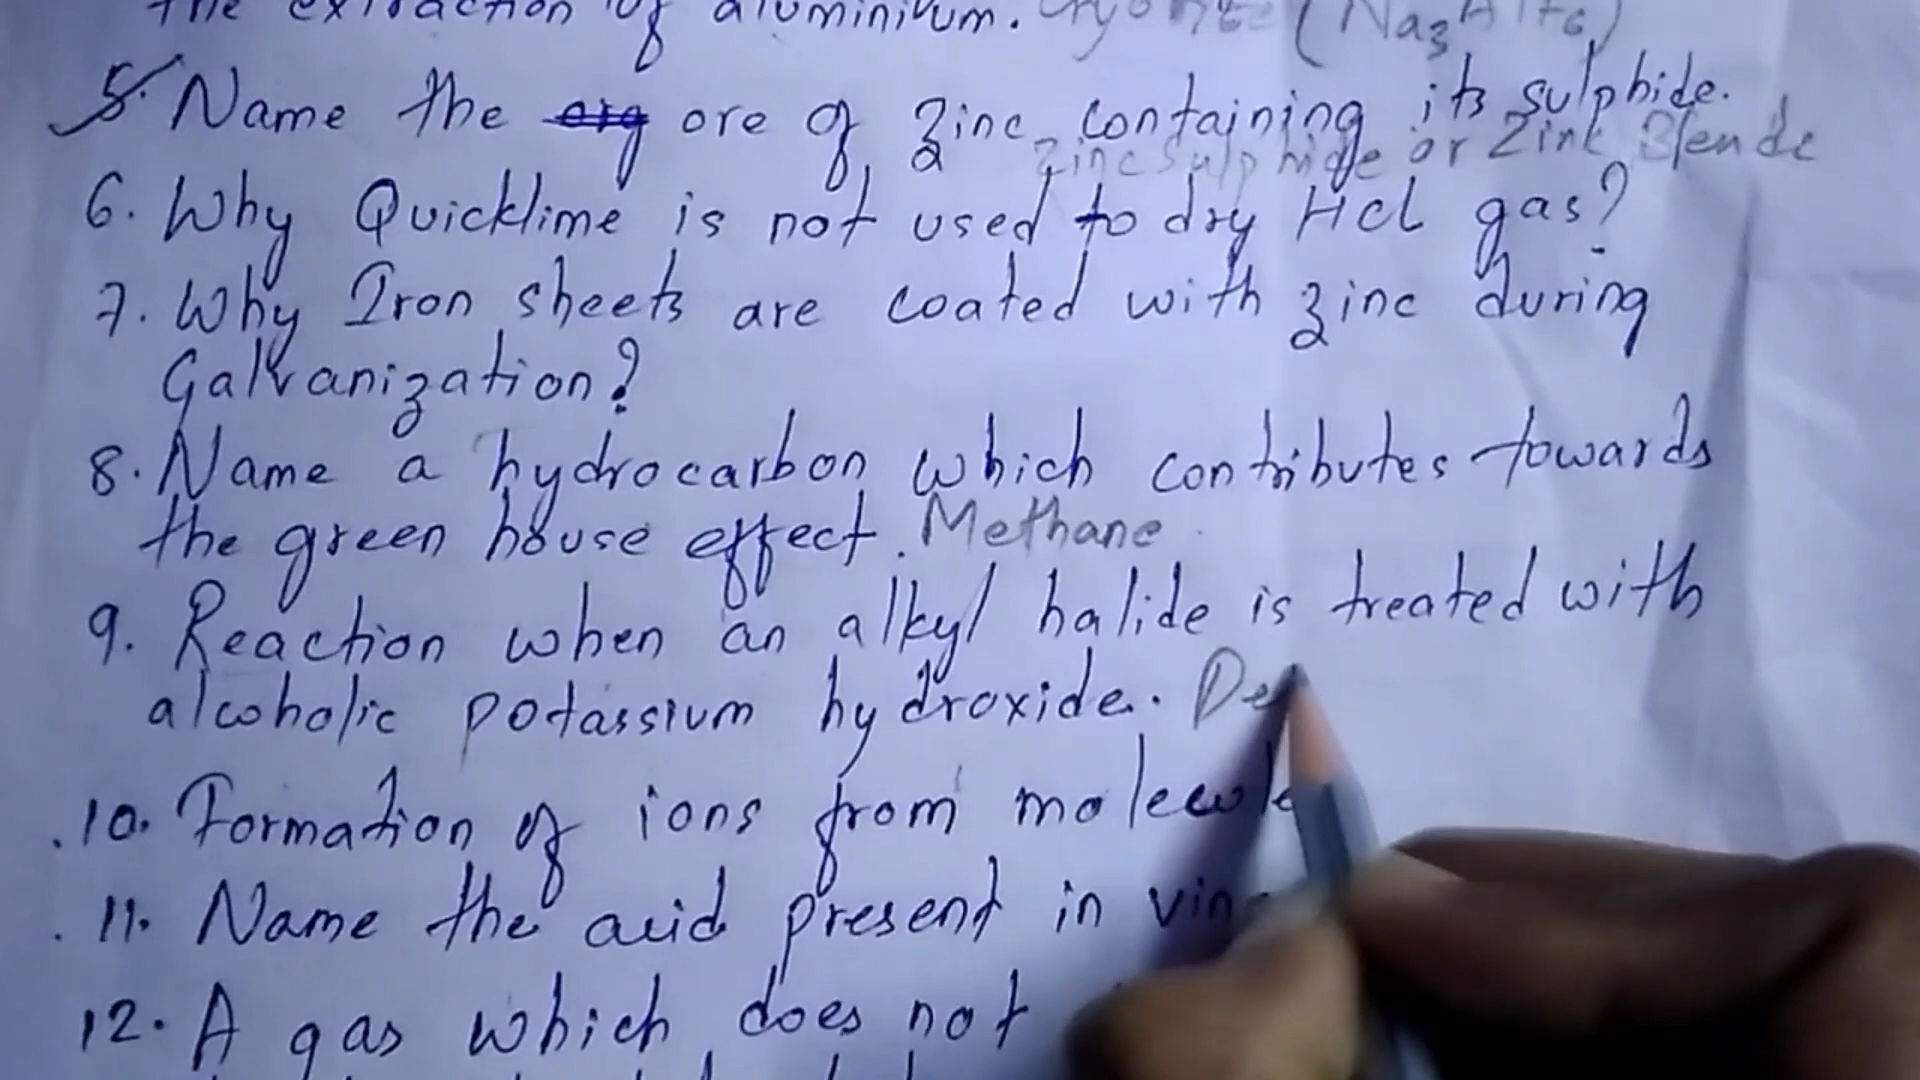 the extraction of aluminium. Cryolite (Na3AlF6)
5. Name the ore of zinc containing its sulphide.
Zinc Sulphide or Zink Blende
6. Why Quicklime is not used to dry Hcl gas?
7. Why Iron sheets are coated with zinc during
Galvanization?
8. Name a hydrocarbon which contributes towards
the green house effect. Methane
9. Reaction when an alkyl halide is treated with
alcoholic potassium hydroxide. De
10. Formation of ions from molecule
11. Name the acid present in vin
12. A gas which does not